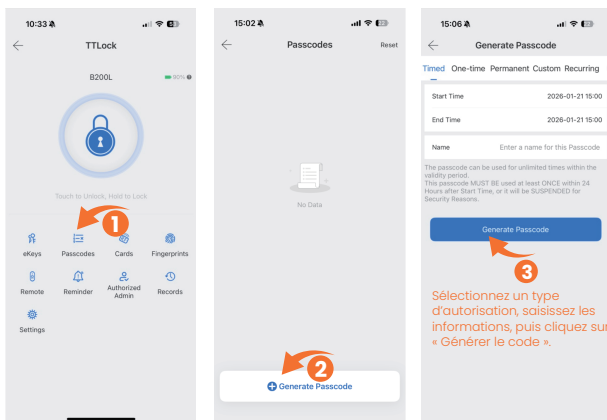 10:33
TTLock
B200L
80%
Touch to Unlock, Hold to Lock
1
eKeys
Passcodes
Cards
Fingerprints
Remote
Reminder
Authorized
Admin
Records
Settings
15:02
Passcodes
Reset
No Data
2
Generate Passcode
15:06
Generate Passcode
Timed One-time Permanent Custom Recurring
Start Time 2026-01-21 15:00
End Time 2026-01-21 15:00
Name Enter a name for this Passcode
The passcode can be used for unlimited times within the
validity period.
This passcode MUST BE used at least ONCE within 24
Hours after Start Time, or it will be SUSPENDED for
Security Reasons.
Generate Passcode
3
Sélectionnez un type
d'autorisation, saisissez les
informations, puis cliquez sur
« Générer le code ».